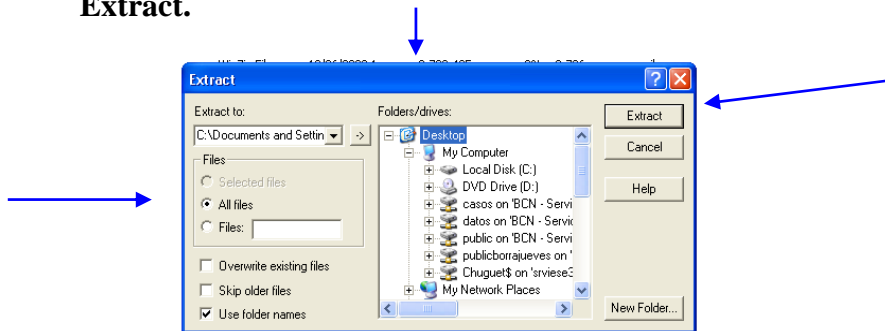 Extract.
Extract
Extract to:
Folders/drives:
Extract
C:\Documents and Settin
->
Desktop
Cancel
My Computer
Files
Local Disk (C:)
Selected files
DVD Drive (D:)
Help
All files
casos on 'BCN - Servi
Files:
datos on 'BCN - Servic
public on 'BCN - Servi
publicborrajueves on '
Overwrite existing files
Chuguet$ on 'srviese3
Skip older files
My Network Places
Use folder names
New Folder...